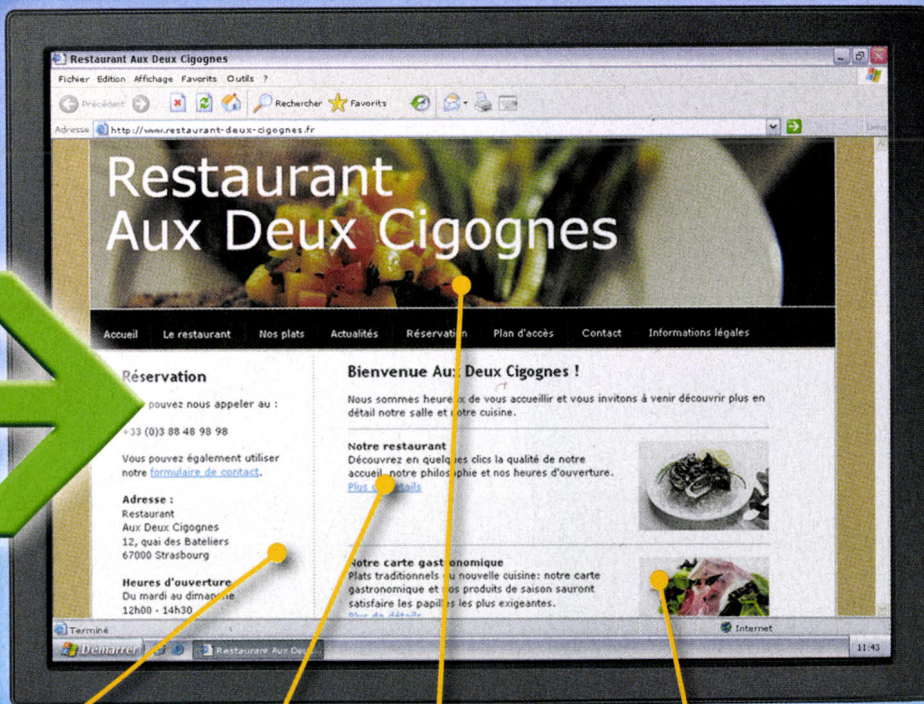 Restaurant Aux Deux Cigognes
Fichier Edition Affichage Favorits Outils ?
Précédent Rechercher Favorits
Adresse http://www.restaurant-deux-cigognes.fr
Restaurant
Aux Deux Cigognes
Accueil Le restaurant Nos plats Actualités Réservation Plan d'accès Contact Informations légales
Réservation
pouvez nous appeler au :
+33 (0)3 88 48 98 98
Vous pouvez également utiliser
notre formulaire de contact.
Adresse :
Restaurant
Aux Deux Cigognes
12, quai des Bateliers
67000 Strasbourg
Heures d'ouverture
Du mardi au dimanche
12h00 - 14h30
Bienvenue Aux Deux Cigognes !
Nous sommes heureux de vous accueillir et vous invitons à venir découvrir plus en
détail notre salle et notre cuisine.
Notre restaurant
Découvrez en quelques clics la qualité de notre
accueil, notre philosophie et nos heures d'ouverture.
Plus de détails
Notre carte gastronomique
Plats traditionnels ou nouvelle cuisine: notre carte
gastronomique et nos produits de saison sauront
satisfaire les papilles les plus exigeantes.
Plus de détails
Terminé Internet
Démarrer Restaurant Aux Deux... 11:43